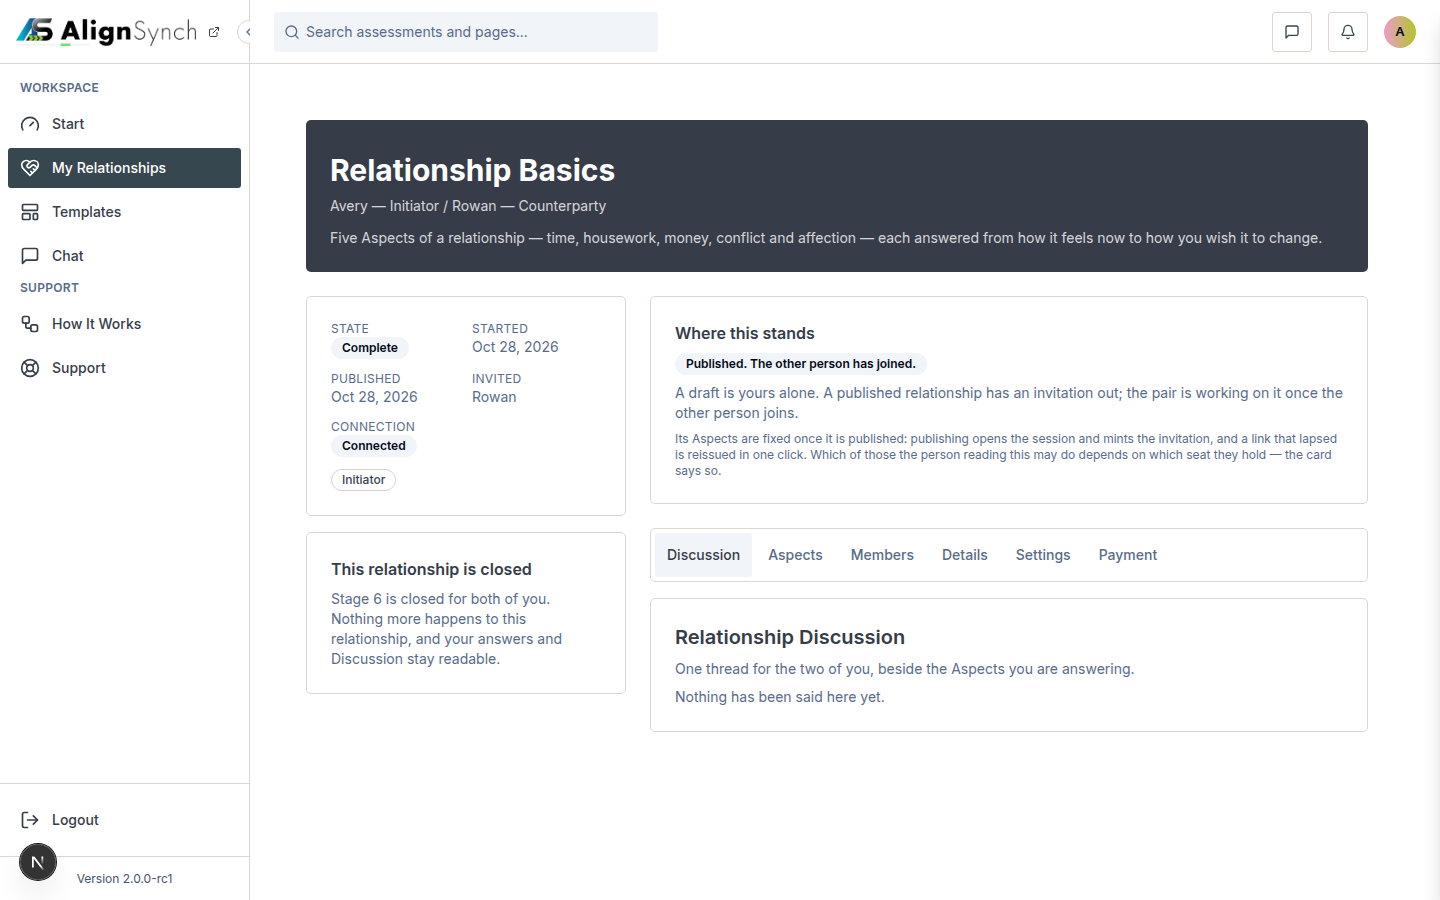 AlignSynch
Search assessments and pages...
A
WORKSPACE
Start
My Relationships
Templates
Chat
SUPPORT
How It Works
Support
Logout
N
Version 2.0.0-rc1
Relationship Basics
Avery — Initiator / Rowan — Counterparty
Five Aspects of a relationship — time, housework, money, conflict and affection — each answered from how it feels now to how you wish it to change.
STATE
Complete
STARTED
Oct 28, 2026
PUBLISHED
Oct 28, 2026
INVITED
Rowan
CONNECTION
Connected
Initiator
This relationship is closed
Stage 6 is closed for both of you.
Nothing more happens to this
relationship, and your answers and
Discussion stay readable.
Where this stands
Published. The other person has joined.
A draft is yours alone. A published relationship has an invitation out; the pair is working on it once the
other person joins.
Its Aspects are fixed once it is published: publishing opens the session and mints the invitation, and a link that lapsed
is reissued in one click. Which of those the person reading this may do depends on which seat they hold — the card
says so.
Discussion
Aspects
Members
Details
Settings
Payment
Relationship Discussion
One thread for the two of you, beside the Aspects you are answering.
Nothing has been said here yet.